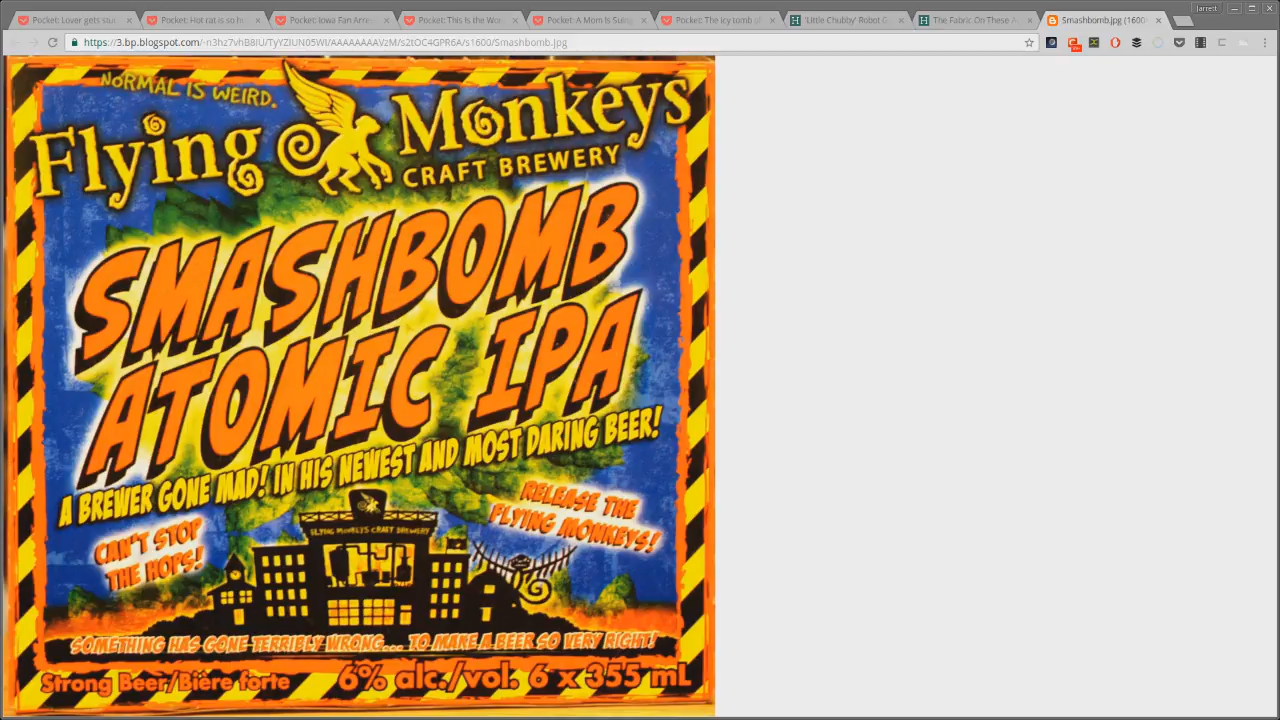 Pocket: Lover gets stu
Pocket: Hot rat is so h
Pocket: Iowa Fan Arre
Pocket: This Is the Wo
Pocket: A Mom Is Suing
Pocket: The icy tomb of
'Little Chubby' Robot G
The Fabric On These A
Smashbomb.jpg (1600
Jarrett
https://3.bp.blogspot.com/-n3hz7vhB8IU/TyYZIUN05WI/AAAAAAAAVzM/s2tOC4GPR6A/s1600/Smashbomb.jpg
NORMAL IS WEIRD.
Flying Monkeys
CRAFT BREWERY
SMASHBOMB
ATOMIC IPA
A BREWER GONE MAD! IN HIS NEWEST AND MOST DARING BEER!
CAN'T STOP
THE HOPS!
RELEASE THE
FLYING MONKEYS!
FLYING MONKEYS CRAFT BREWERY
SOMETHING HAS GONE TERRIBLY WRONG... TO MAKE A BEER SO VERY RIGHT!
Strong Beer/Bière forte
6% alc./vol. 6 x 355 mL